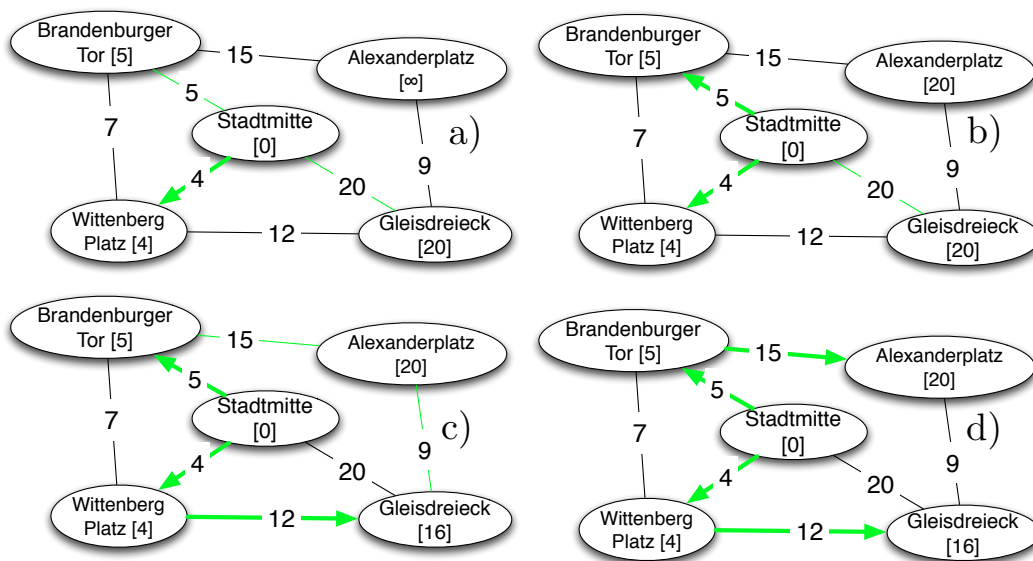 Brandenburger
Tor [5]
15
Alexanderplatz
[∞]
5
7
Stadtmitte
[0]
a)
9
4
20
Wittenberg
Platz [4]
12
Gleisdreieck
[20]
Brandenburger
Tor [5]
15
Alexanderplatz
[20]
5
7
Stadtmitte
[0]
b)
9
4
20
Wittenberg
Platz [4]
12
Gleisdreieck
[20]
Brandenburger
Tor [5]
15
Alexanderplatz
[20]
5
7
Stadtmitte
[0]
c)
9
4
20
Wittenberg
Platz [4]
12
Gleisdreieck
[16]
Brandenburger
Tor [5]
15
Alexanderplatz
[20]
5
7
Stadtmitte
[0]
d)
9
4
20
Wittenberg
Platz [4]
12
Gleisdreieck
[16]